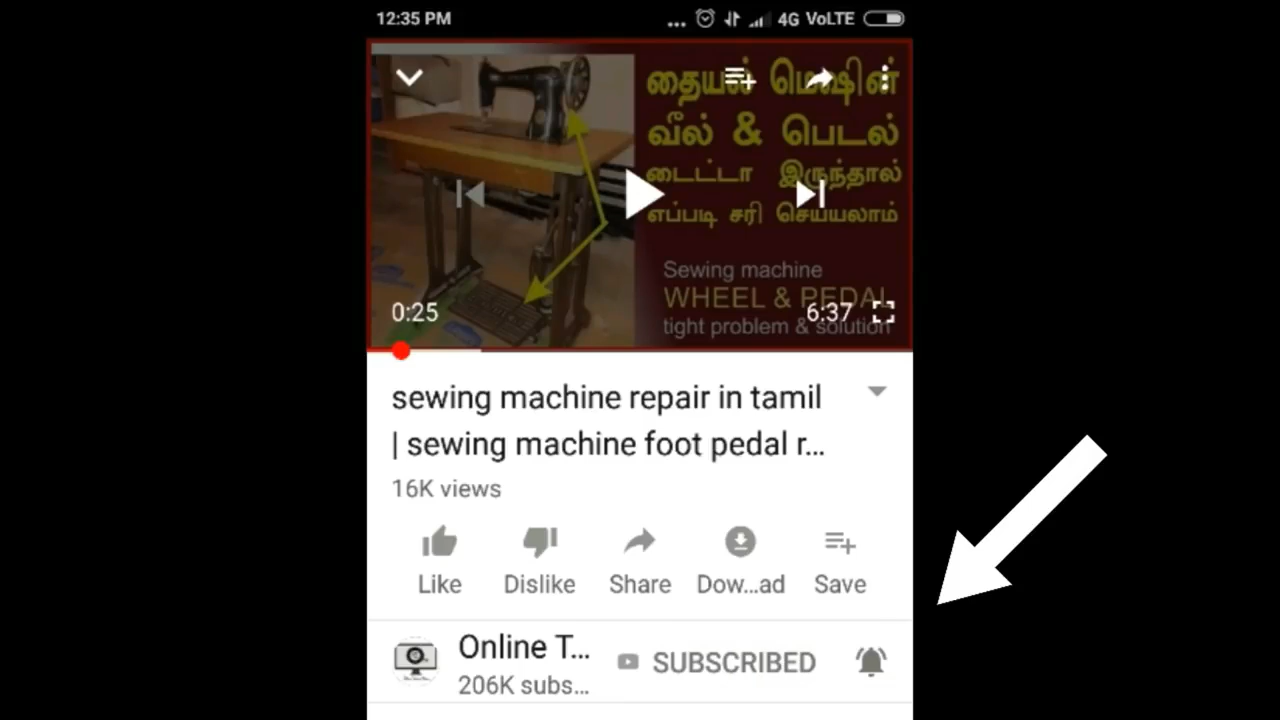 12:35 PM ... 4G VoLTE
தையல் மெஷின்
வீல் & பெடல்
டைட்டா இருந்தால்
எப்படி சரி செய்யலாம்
Sewing machine
WHEEL & PEDAL
tight problem & solution
0:25 6:37
sewing machine repair in tamil
| sewing machine foot pedal r...
16K views
Like Dislike Share Dow...ad Save
Online T...
SUBSCRIBED
206K subs...